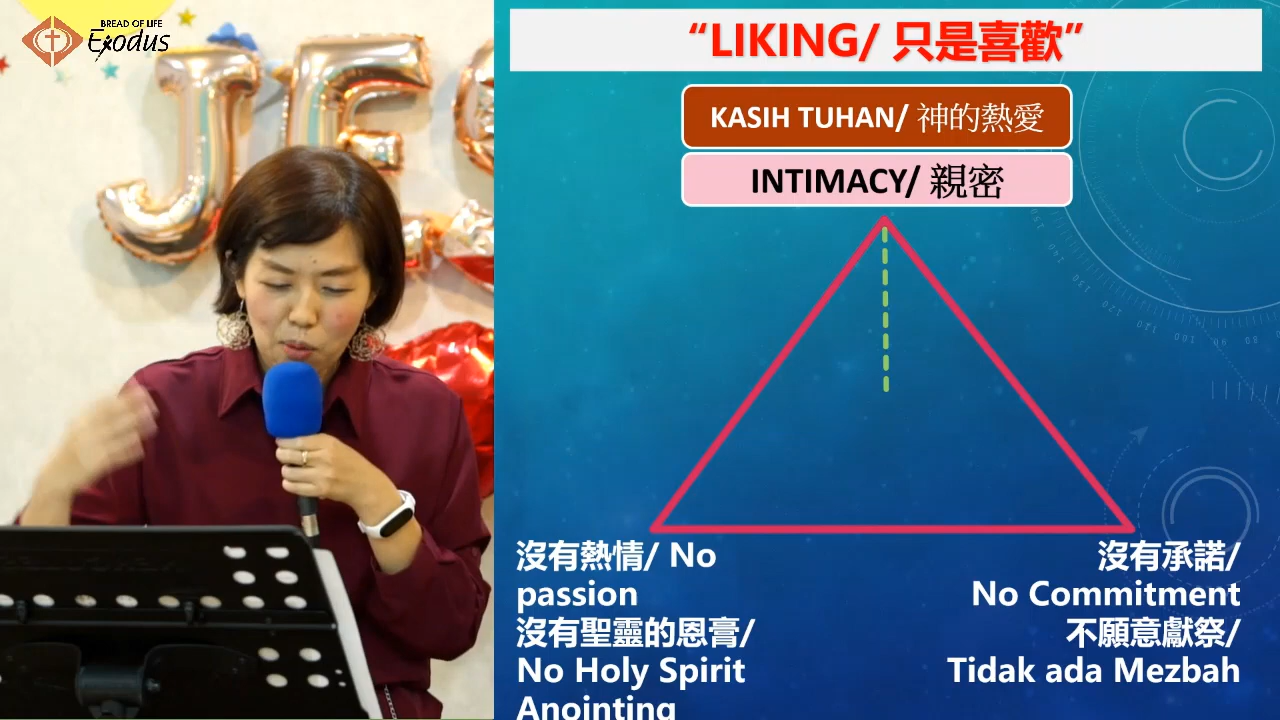 BREAD OF LIFE
Exodus
JES
“LIKING/ 只是喜歡”
KASIH TUHAN/ 神的熱愛
INTIMACY/ 親密
沒有熱情/ No
passion
沒有聖靈的恩膏/
No Holy Spirit
Anointing
沒有承諾/
No Commitment
不願意獻祭/
Tidak ada Mezbah